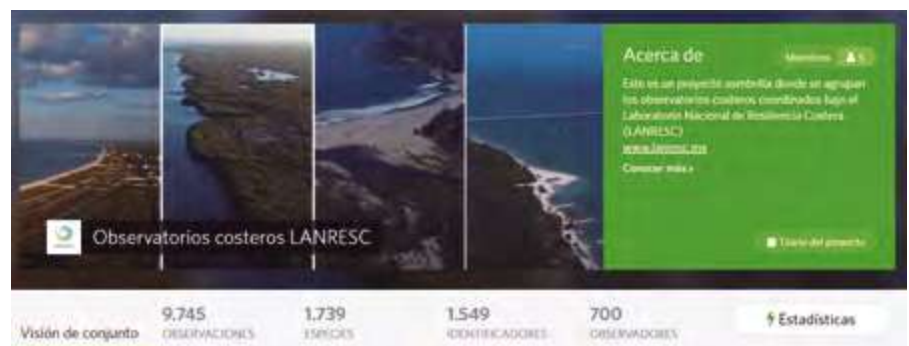 Acerca de
Miembros 5
Este es un proyecto sombrilla donde se agrupan
los observatorios costeros coordinados bajo el
Laboratorio Nacional de Resiliencia Costera
(LANRESC)
www.lanresc.mx
Conocer más ›
Observatorios costeros LANRESC
Diario del proyecto
Visión de conjunto
9,745
OBSERVACIONES
1,739
ESPECIES
1,549
IDENTIFICADORES
700
OBSERVADORES
Estadísticas